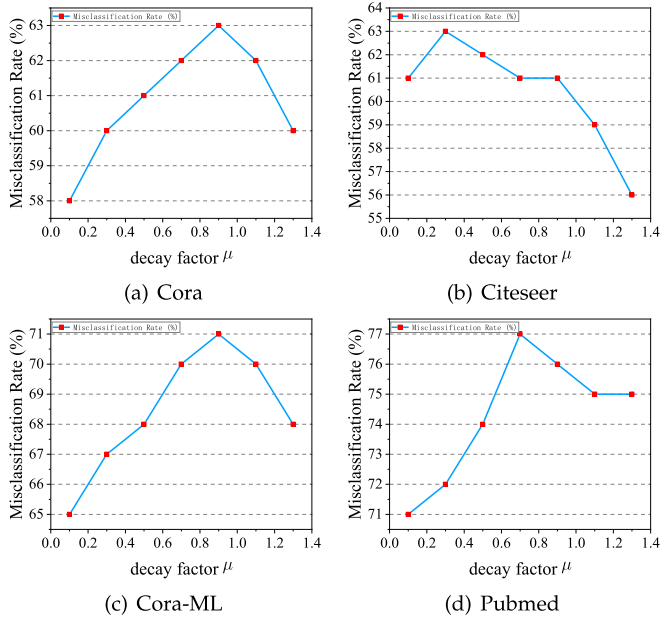 Misclassification Rate (%)
63
62
61
60
59
58
Misclassification Rate (%)
0.0 0.2 0.4 0.6 0.8 1.0 1.2 1.4
decay factor μ
(a) Cora
Misclassification Rate (%)
64
63
62
61
60
59
58
57
56
55
Misclassification Rate (%)
0.0 0.2 0.4 0.6 0.8 1.0 1.2 1.4
decay factor μ
(b) Citeseer
Misclassification Rate (%)
71
70
69
68
67
66
65
Misclassification Rate (%)
0.0 0.2 0.4 0.6 0.8 1.0 1.2 1.4
decay factor μ
(c) Cora-ML
Misclassification Rate (%)
77
76
75
74
73
72
71
Misclassification Rate (%)
0.0 0.2 0.4 0.6 0.8 1.0 1.2 1.4
decay factor μ
(d) Pubmed